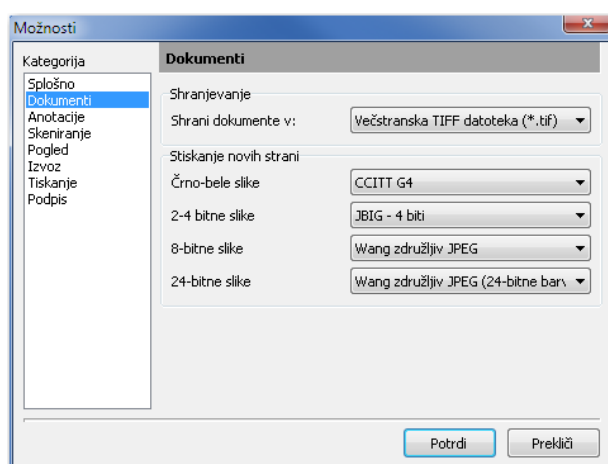 Možnosti
Kategorija
Splošno
Dokumenti
Anotacije
Skeniranje
Pogled
Izvoz
Tiskanje
Podpis
Dokumenti
Shranjevanje
Shrani dokumente v: Večstranska TIFF datoteka (*.tif)
Stiskanje novih strani
Črno-bele slike CCITT G4
2-4 bitne slike JBIG - 4 biti
8-bitne slike Wang združljiv JPEG
24-bitne slike Wang združljiv JPEG (24-bitne barv
Potrdi Prekliči